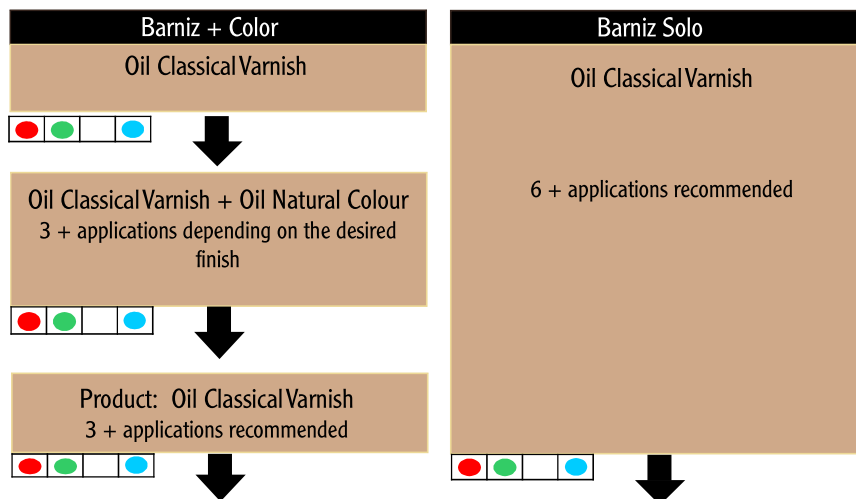 Barniz + Color
Oil Classical Varnish
Oil Classical Varnish + Oil Natural Colour
3 + applications depending on the desired
finish
Product: Oil Classical Varnish
3 + applications recommended
Barniz Solo
Oil Classical Varnish
6 + applications recommended